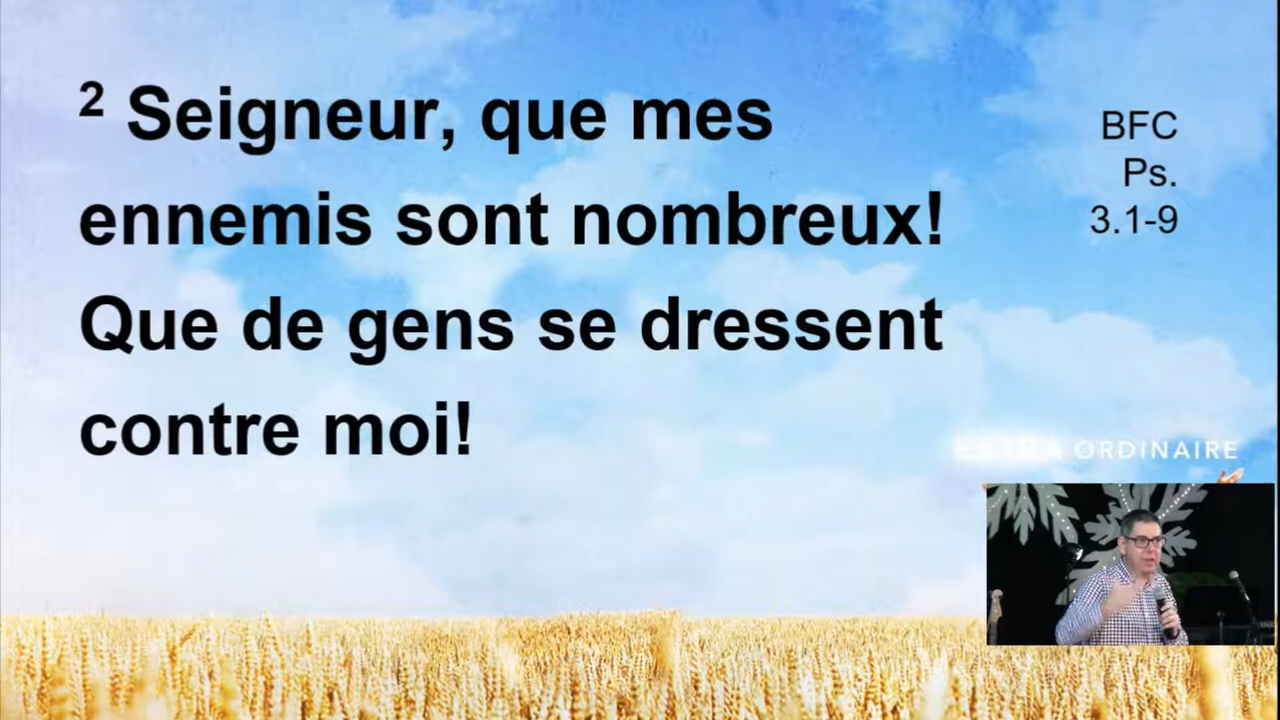 ² Seigneur, que mes
ennemis sont nombreux!
Que de gens se dressent
contre moi!
BFC
Ps.
3.1-9
EXTRA ORDINAIRE